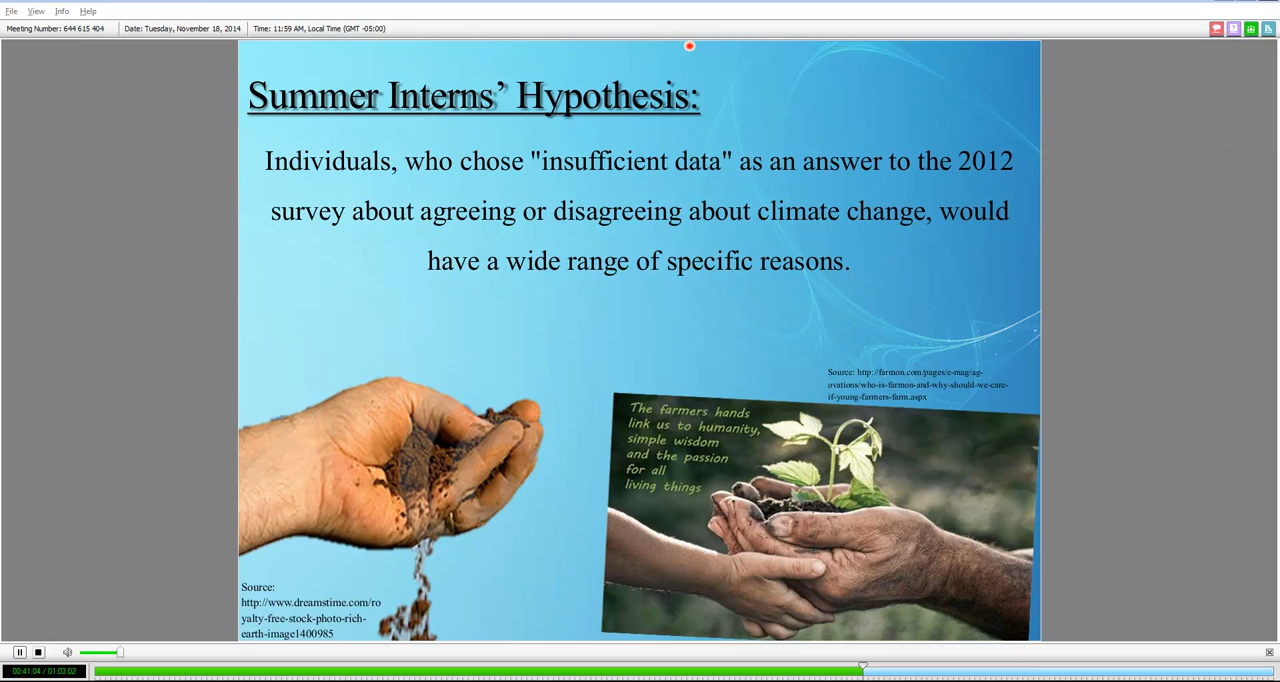 File View Info Help
Meeting Number: 644 615 404 Date: Tuesday, November 18, 2014 Time: 11:59 AM, Local Time (GMT -05:00)
Summer Interns’ Hypothesis:
Individuals, who chose "insufficient data" as an answer to the 2012
survey about agreeing or disagreeing about climate change, would
have a wide range of specific reasons.
Source: http://farmon.com/pages/e-mag/ag-
ovations/who-is-farmon-and-why-should-we-care-
if-young-farmers-farm.aspx
The farmers hands
link us to humanity,
simple wisdom
and the passion
for all
living things
Source:
http://www.dreamstime.com/ro
yalty-free-stock-photo-rich-
earth-image1400985
00:41:04 / 01:03:02